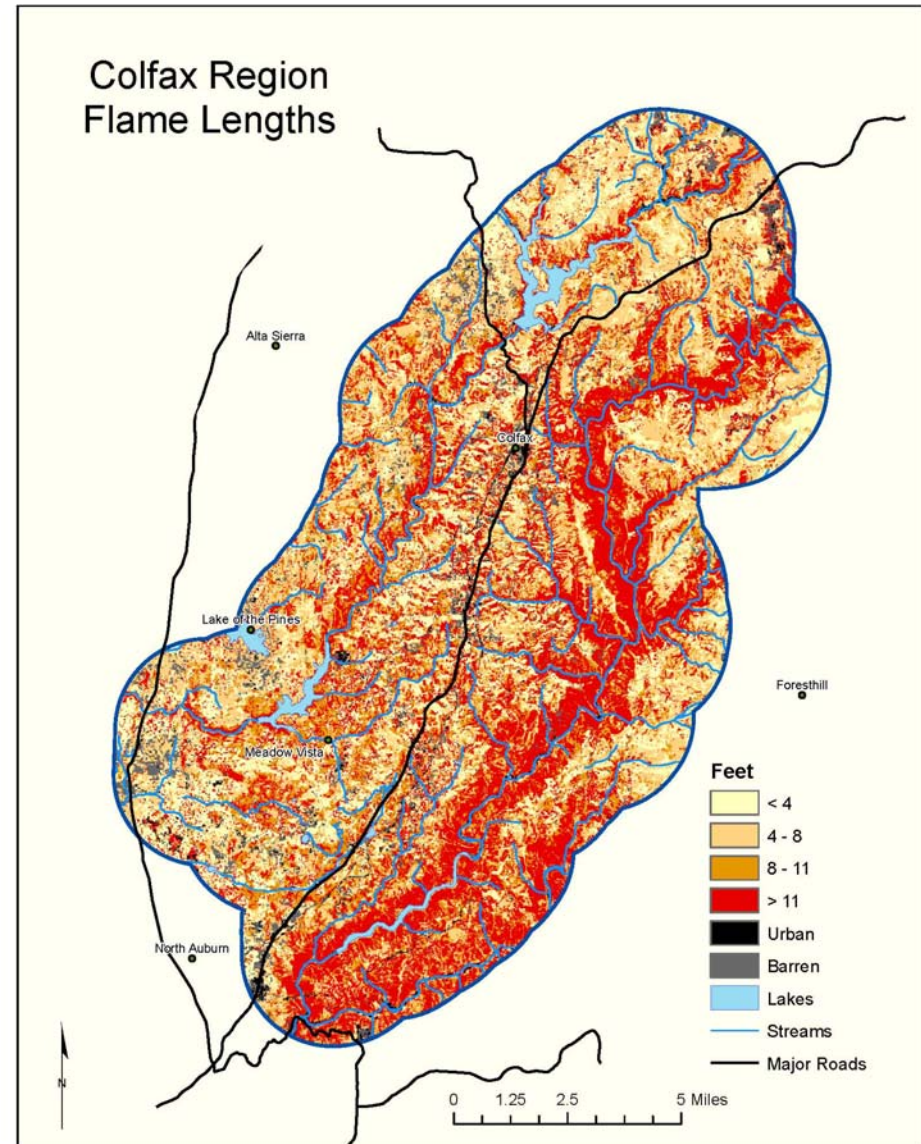 Colfax Region
Flame Lengths
Alta Sierra
Colfax
Lake of the Pines
Foresthill
Meadow Vista
North Auburn
Feet
< 4
4 - 8
8 - 11
> 11
Urban
Barren
Lakes
Streams
Major Roads
N
0 1.25 2.5 5 Miles